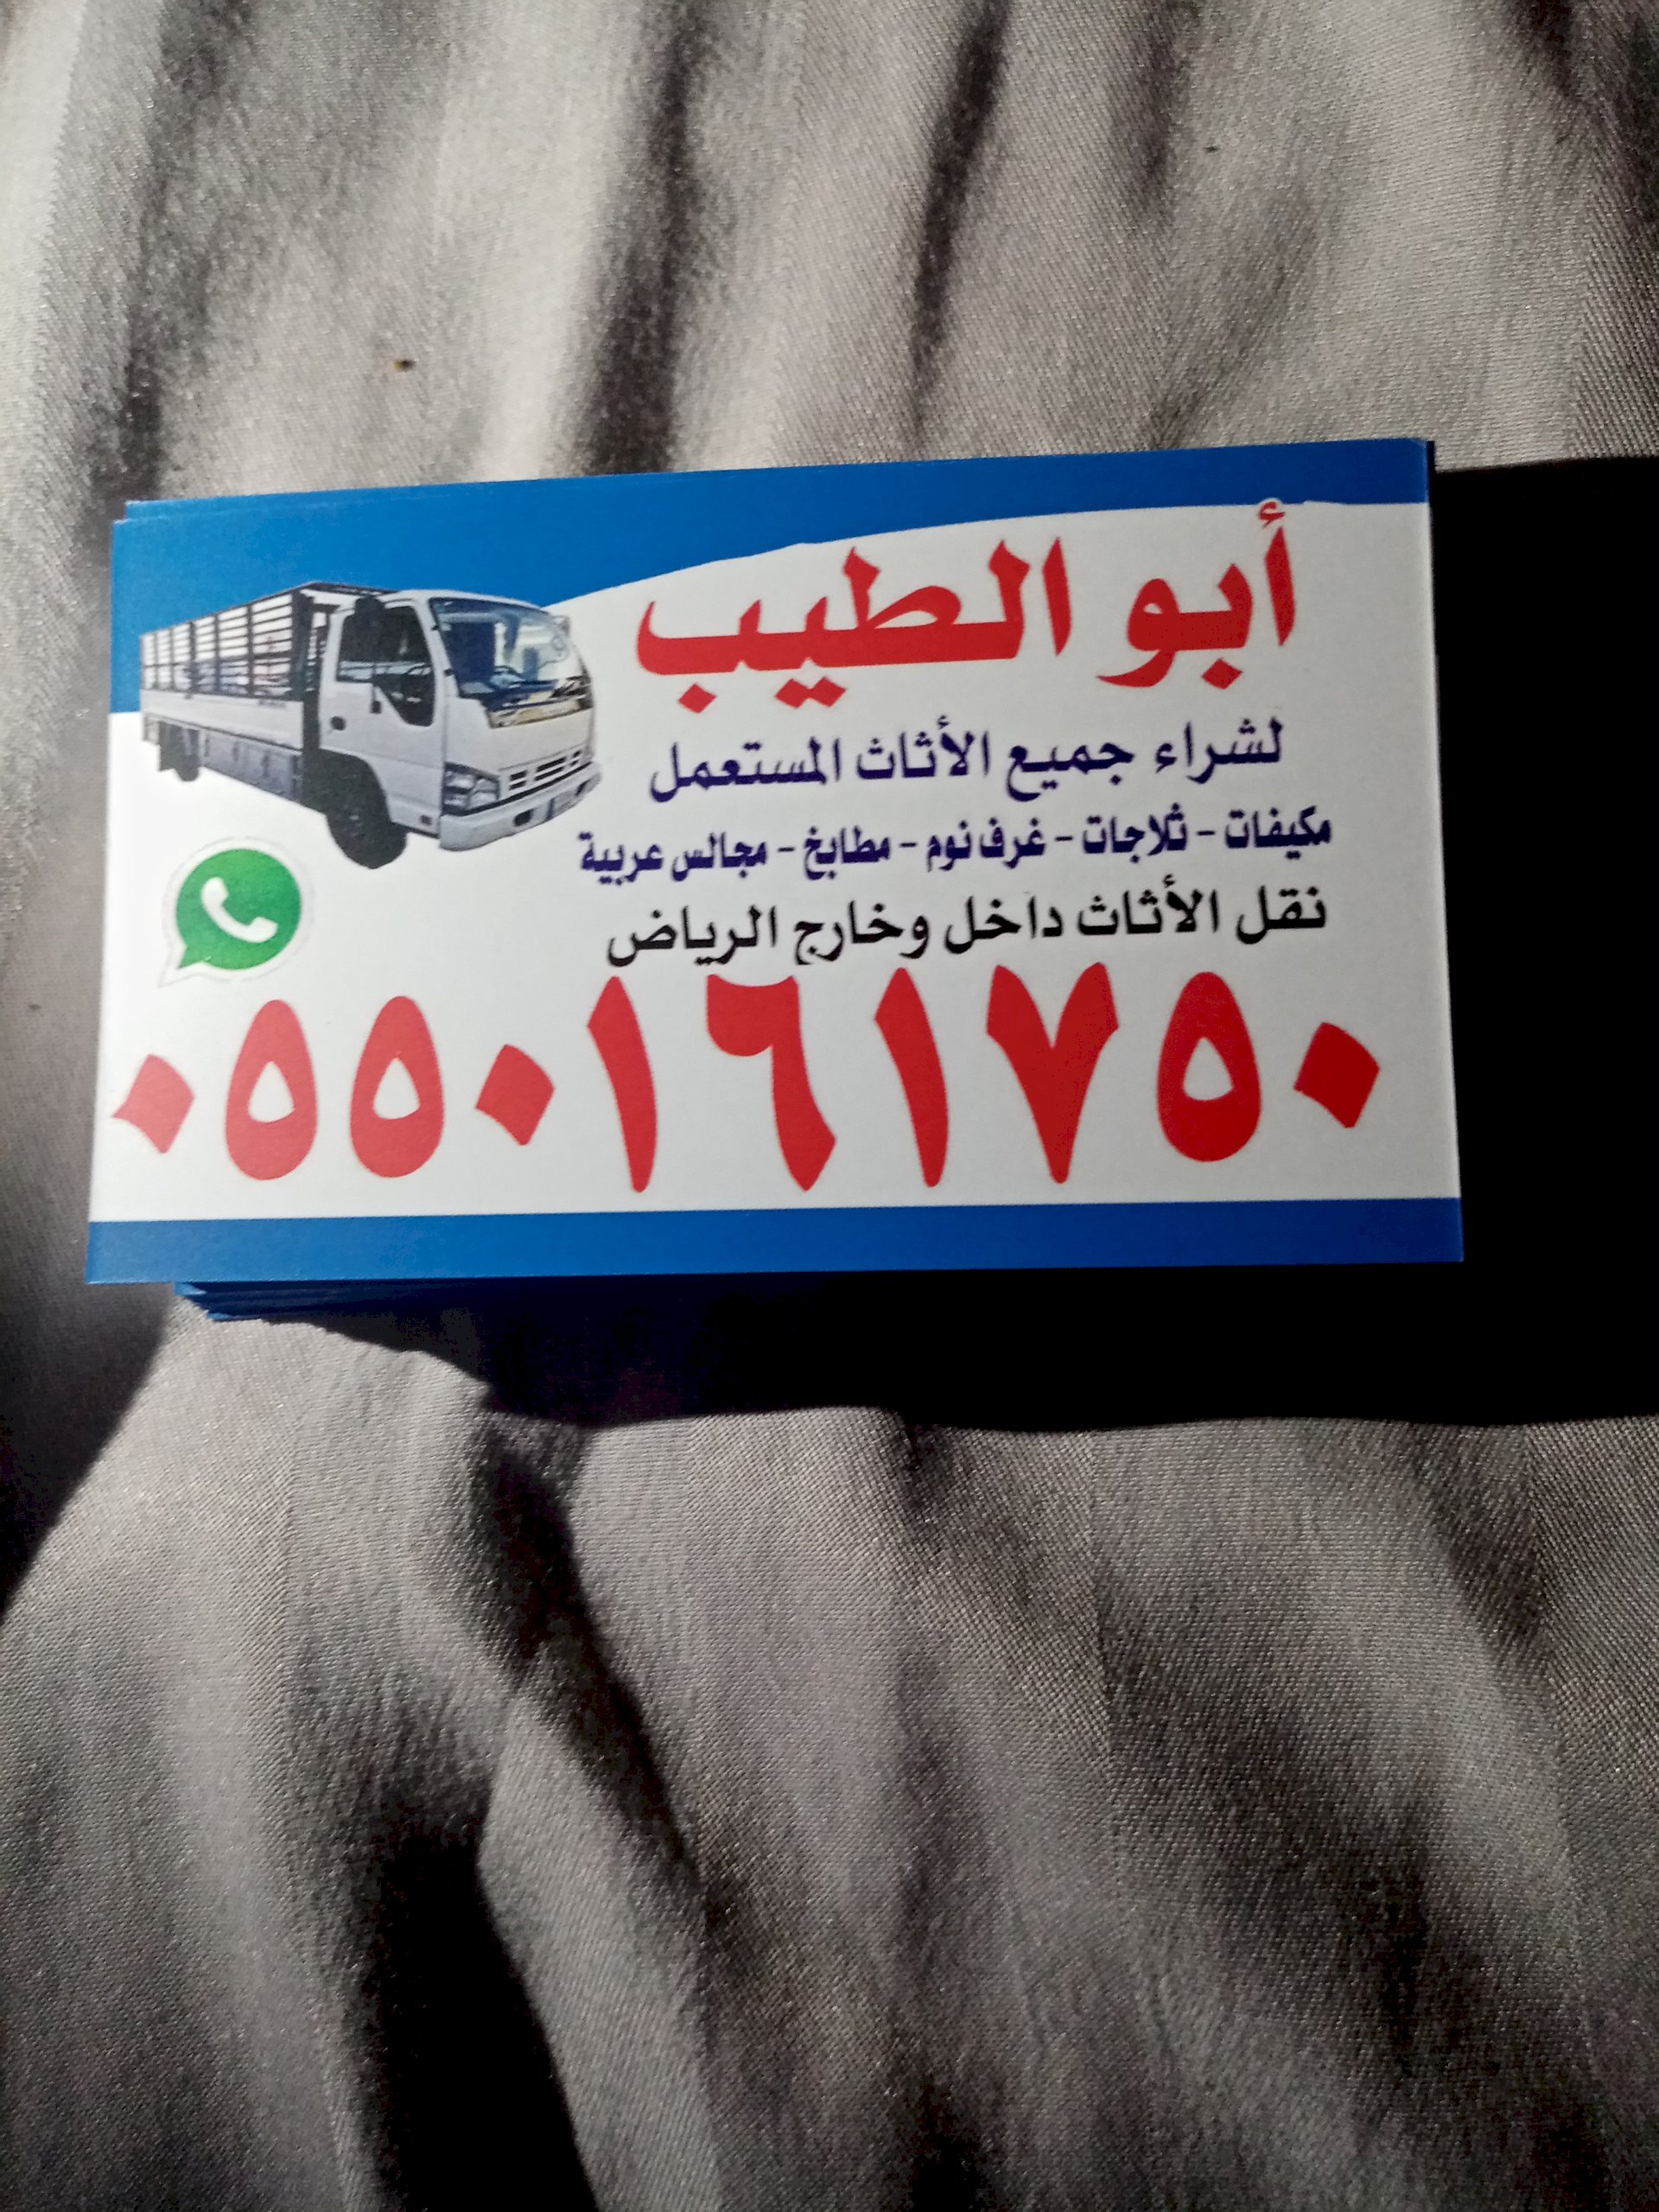 أبو الطيب
لشراء جميع الأثاث المستعمل
مكيفات - ثلاجات - غرف نوم - مطابخ - مجالس عربية
نقل الأثاث داخل وخارج الرياض
٠٥٥٠١٦١٧٥٠